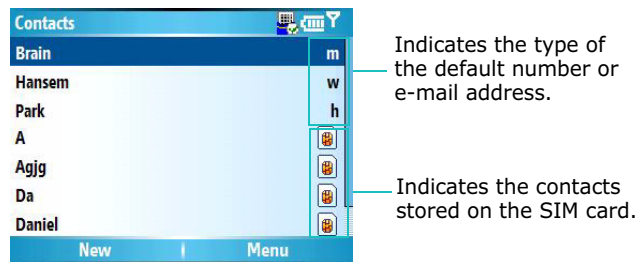 Contacts
Brain m
Hansem w
Park h
A
Agjg
Da
Daniel
New Menu
Indicates the type of
the default number or
e-mail address.
Indicates the contacts
stored on the SIM card.